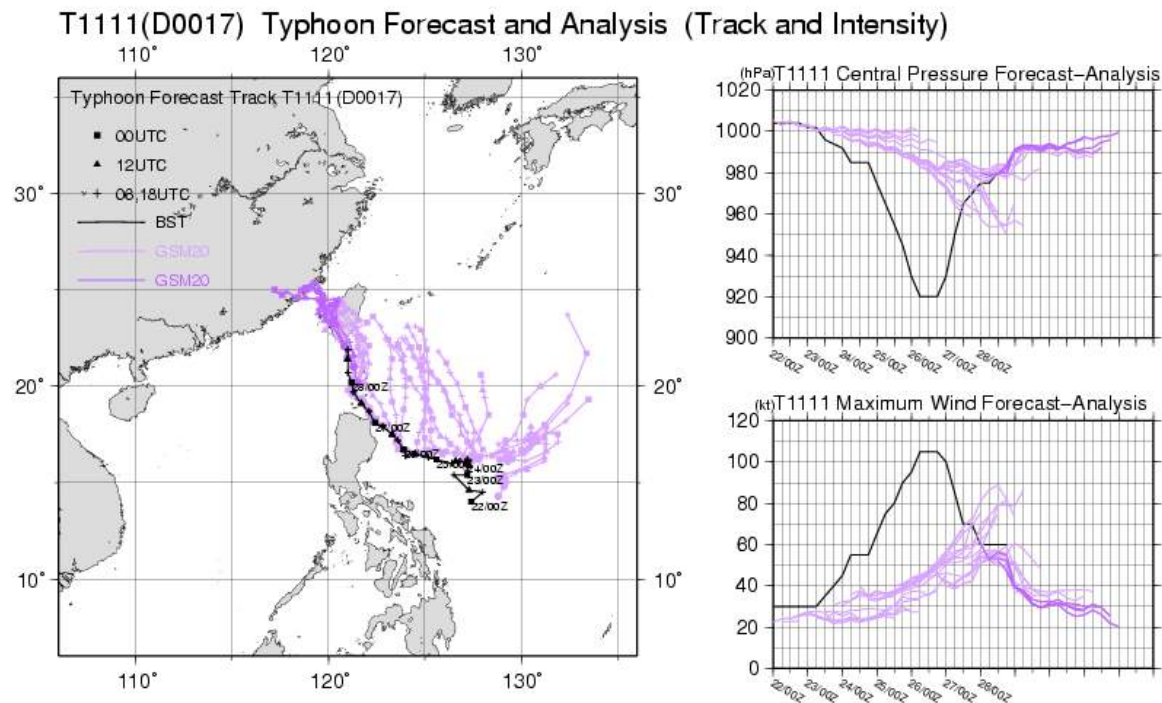 T1111(D0017) Typhoon Forecast and Analysis (Track and Intensity)
110° 120° 130°
Typhoon Forecast Track T1111(D0017)
00UTC
12UTC
06,18UTC
BST
GSM20
GSM20
30° 30°
20° 20°
10° 10°
28/00Z
27/00Z
26/00Z
25/00Z
24/00Z
23/00Z
22/00Z
110° 120° 130°
(hPa) T1111 Central Pressure Forecast–Analysis
1020
1000
980
960
940
920
900
22/00Z 23/00Z 24/00Z 25/00Z 26/00Z 27/00Z 28/00Z
(kt) T1111 Maximum Wind Forecast–Analysis
120
100
80
60
40
20
0
22/00Z 23/00Z 24/00Z 25/00Z 26/00Z 27/00Z 28/00Z